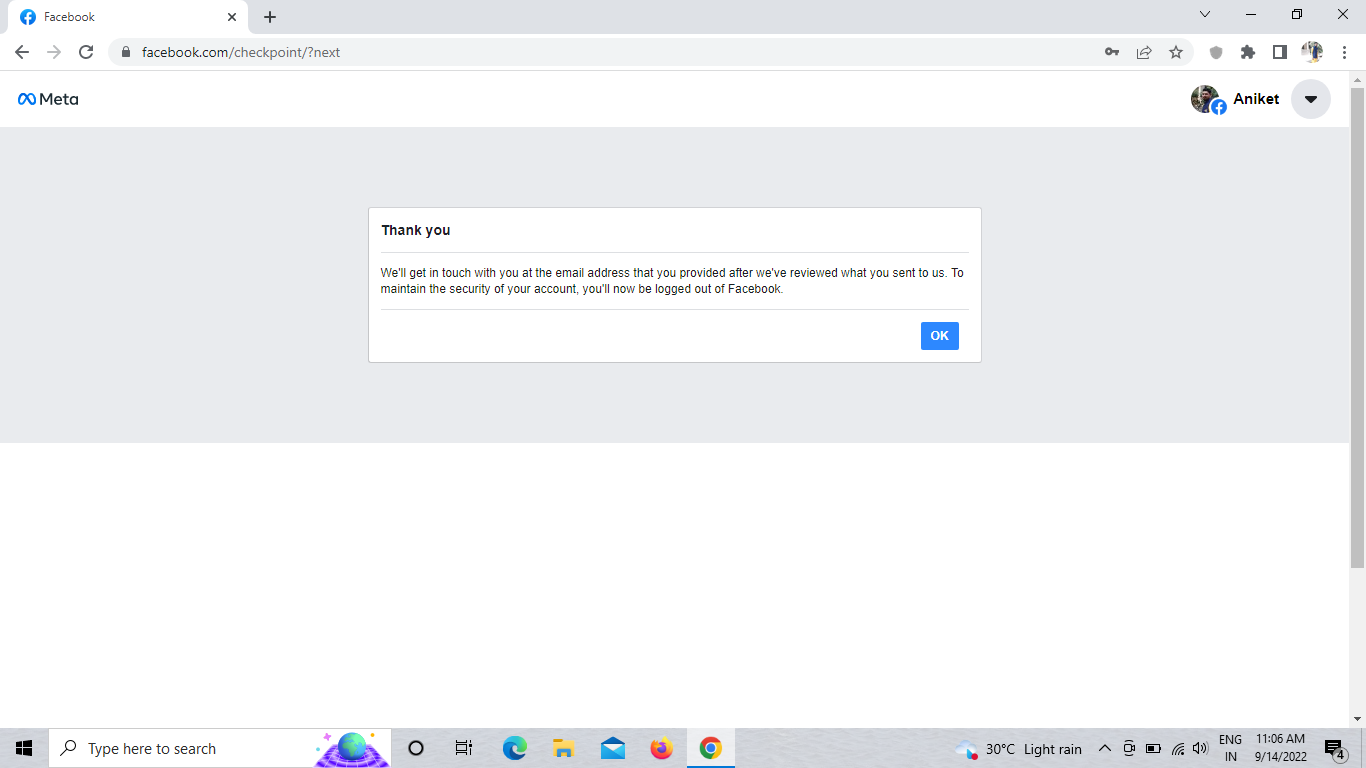 Facebook
facebook.com/checkpoint/?next
Meta
Aniket
Thank you
We'll get in touch with you at the email address that you provided after we've reviewed what you sent to us. To
maintain the security of your account, you'll now be logged out of Facebook.
OK
Type here to search
30°C Light rain
ENG
IN
11:06 AM
9/14/2022
4